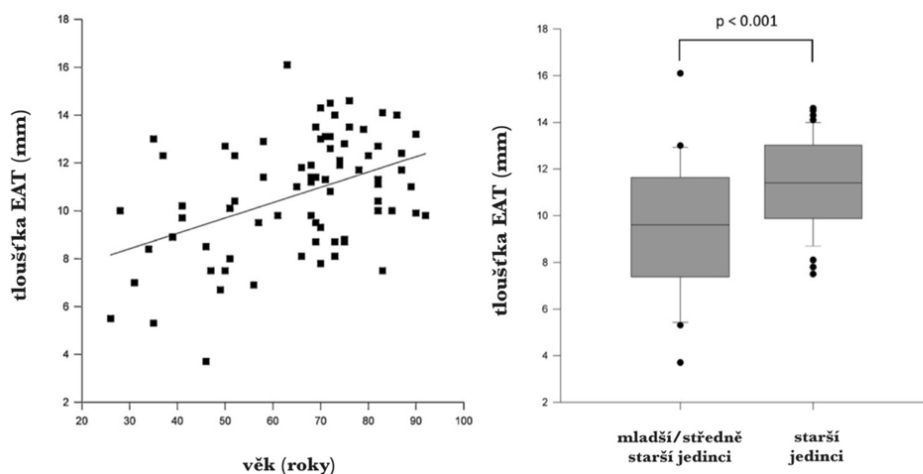 18
16
14
12
10
8
6
4
2
tloušťka EAT (mm)
20 30 40 50 60 70 80 90 100
věk (roky)
p < 0.001
18
16
14
12
10
8
6
4
2
tloušťka EAT (mm)
mladší/středně
starší jedinci
starší
jedinci